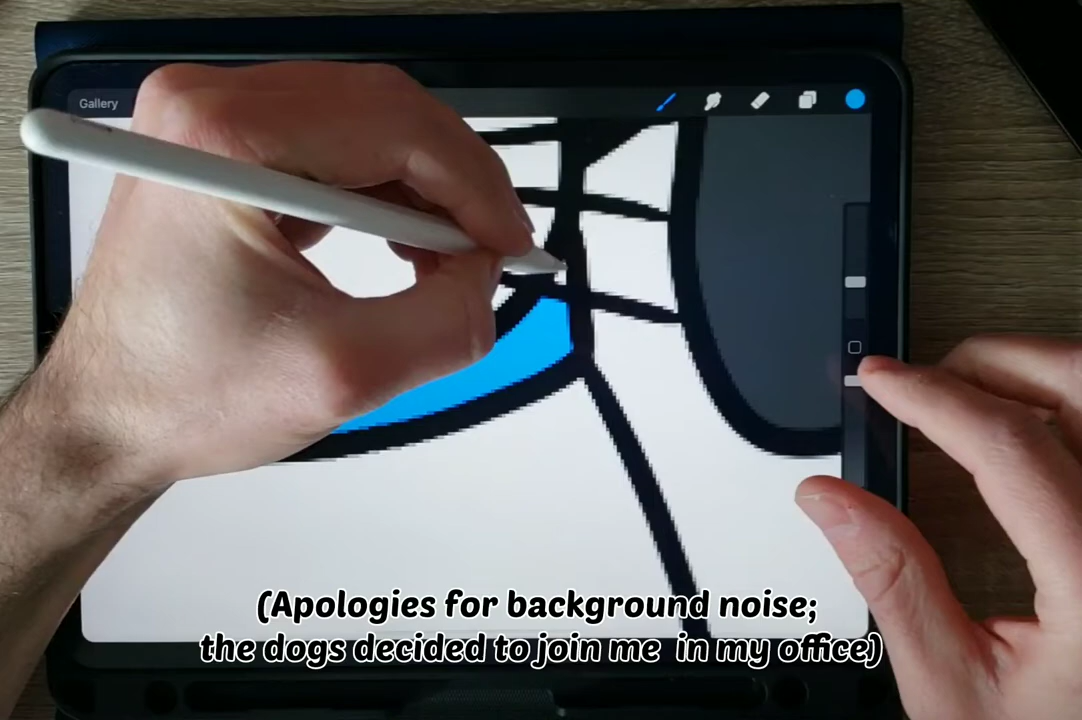 Gallery
(Apologies for background noise;
the dogs decided to join me in my office)